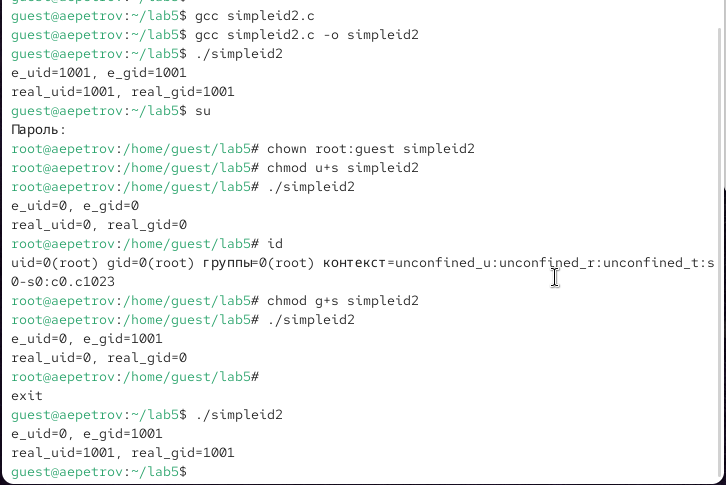 guest@aepetrov:~/lab5$ gcc simpleid2.c
guest@aepetrov:~/lab5$ gcc simpleid2.c -o simpleid2
guest@aepetrov:~/lab5$ ./simpleid2
e_uid=1001, e_gid=1001
real_uid=1001, real_gid=1001
guest@aepetrov:~/lab5$ su
Пароль:
root@aepetrov:/home/guest/lab5# chown root:guest simpleid2
root@aepetrov:/home/guest/lab5# chmod u+s simpleid2
root@aepetrov:/home/guest/lab5# ./simpleid2
e_uid=0, e_gid=0
real_uid=0, real_gid=0
root@aepetrov:/home/guest/lab5# id
uid=0(root) gid=0(root) группы=0(root) контекст=unconfined_u:unconfined_r:unconfined_t:s
0-s0:c0.c1023
root@aepetrov:/home/guest/lab5# chmod g+s simpleid2
root@aepetrov:/home/guest/lab5# ./simpleid2
e_uid=0, e_gid=1001
real_uid=0, real_gid=0
root@aepetrov:/home/guest/lab5#
exit
guest@aepetrov:~/lab5$ ./simpleid2
e_uid=0, e_gid=1001
real_uid=1001, real_gid=1001
guest@aepetrov:~/lab5$